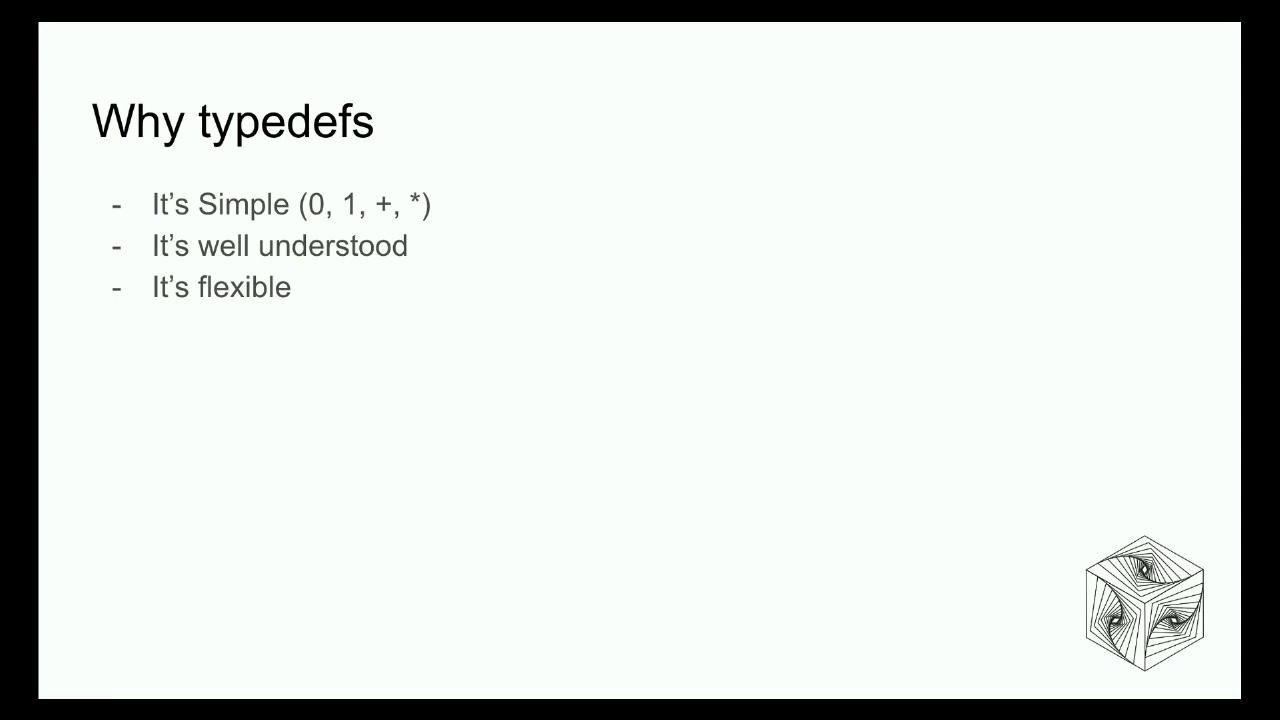 Why typedefs
- It’s Simple (0, 1, +, *)
- It’s well understood
- It’s flexible